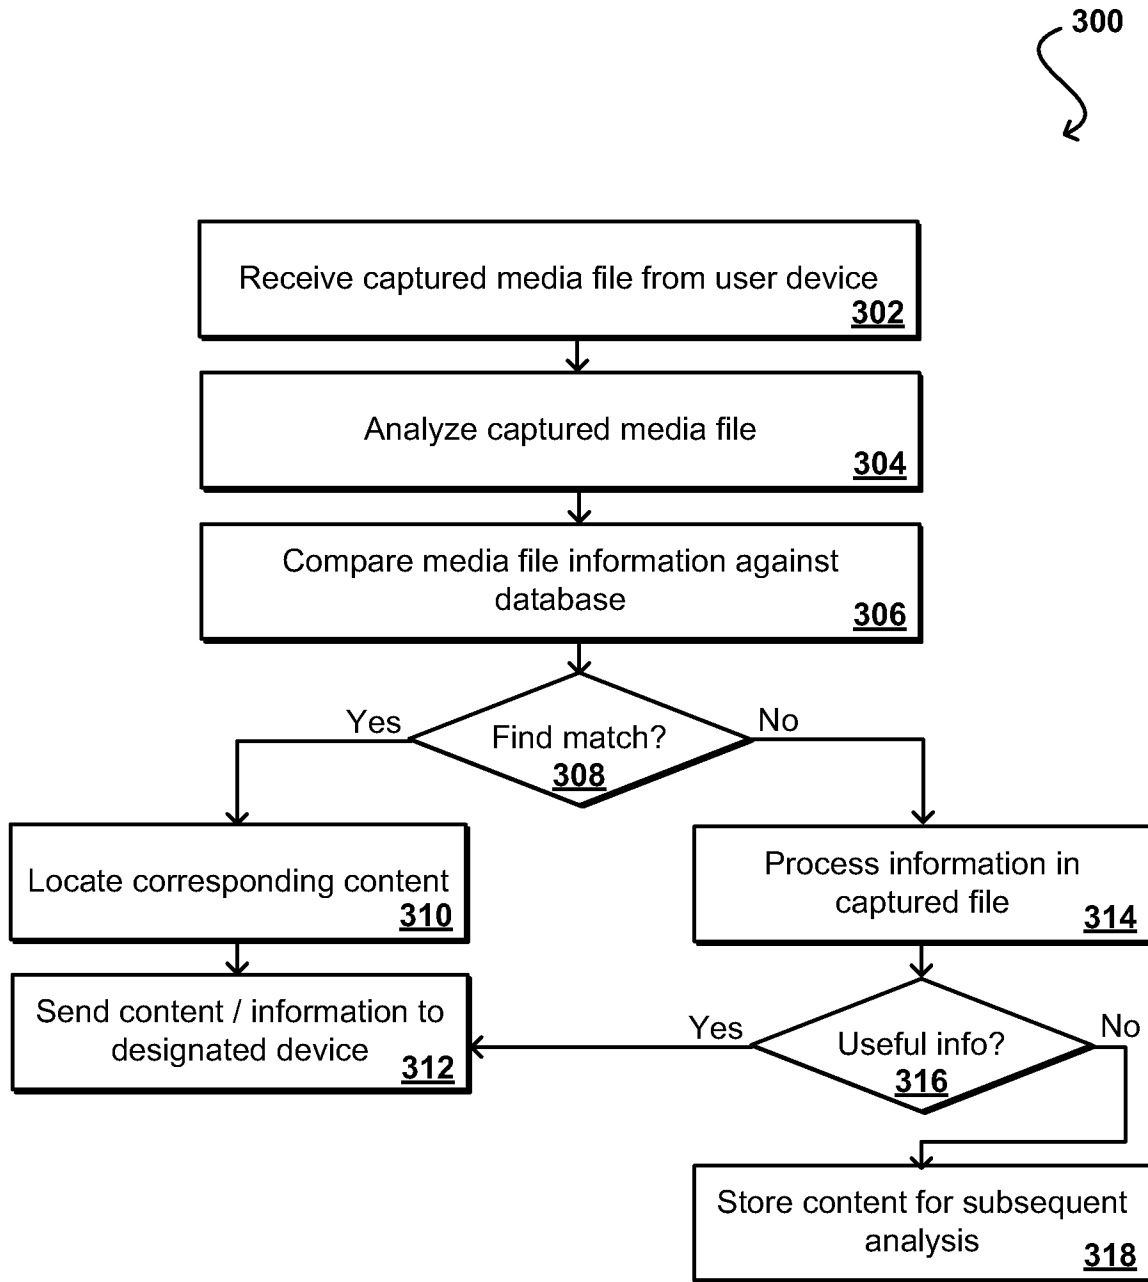 300
Receive captured media file from user device
302
Analyze captured media file
304
Compare media file information against
database
306
Yes
No
Find match?
308
Locate corresponding content
310
Process information in
captured file
314
Send content / information to
designated device
312
Yes
No
Useful info?
316
Store content for subsequent
analysis
318